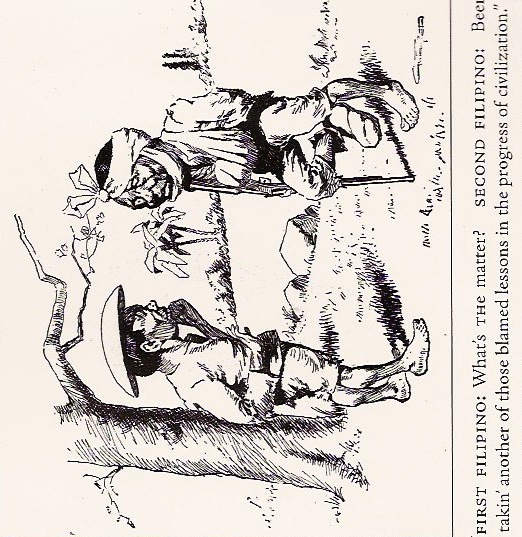 FIRST FILIPINO: What's THE matter? SECOND FILIPINO: Been
takin' another of those blamed lessons in the progress of civilization."